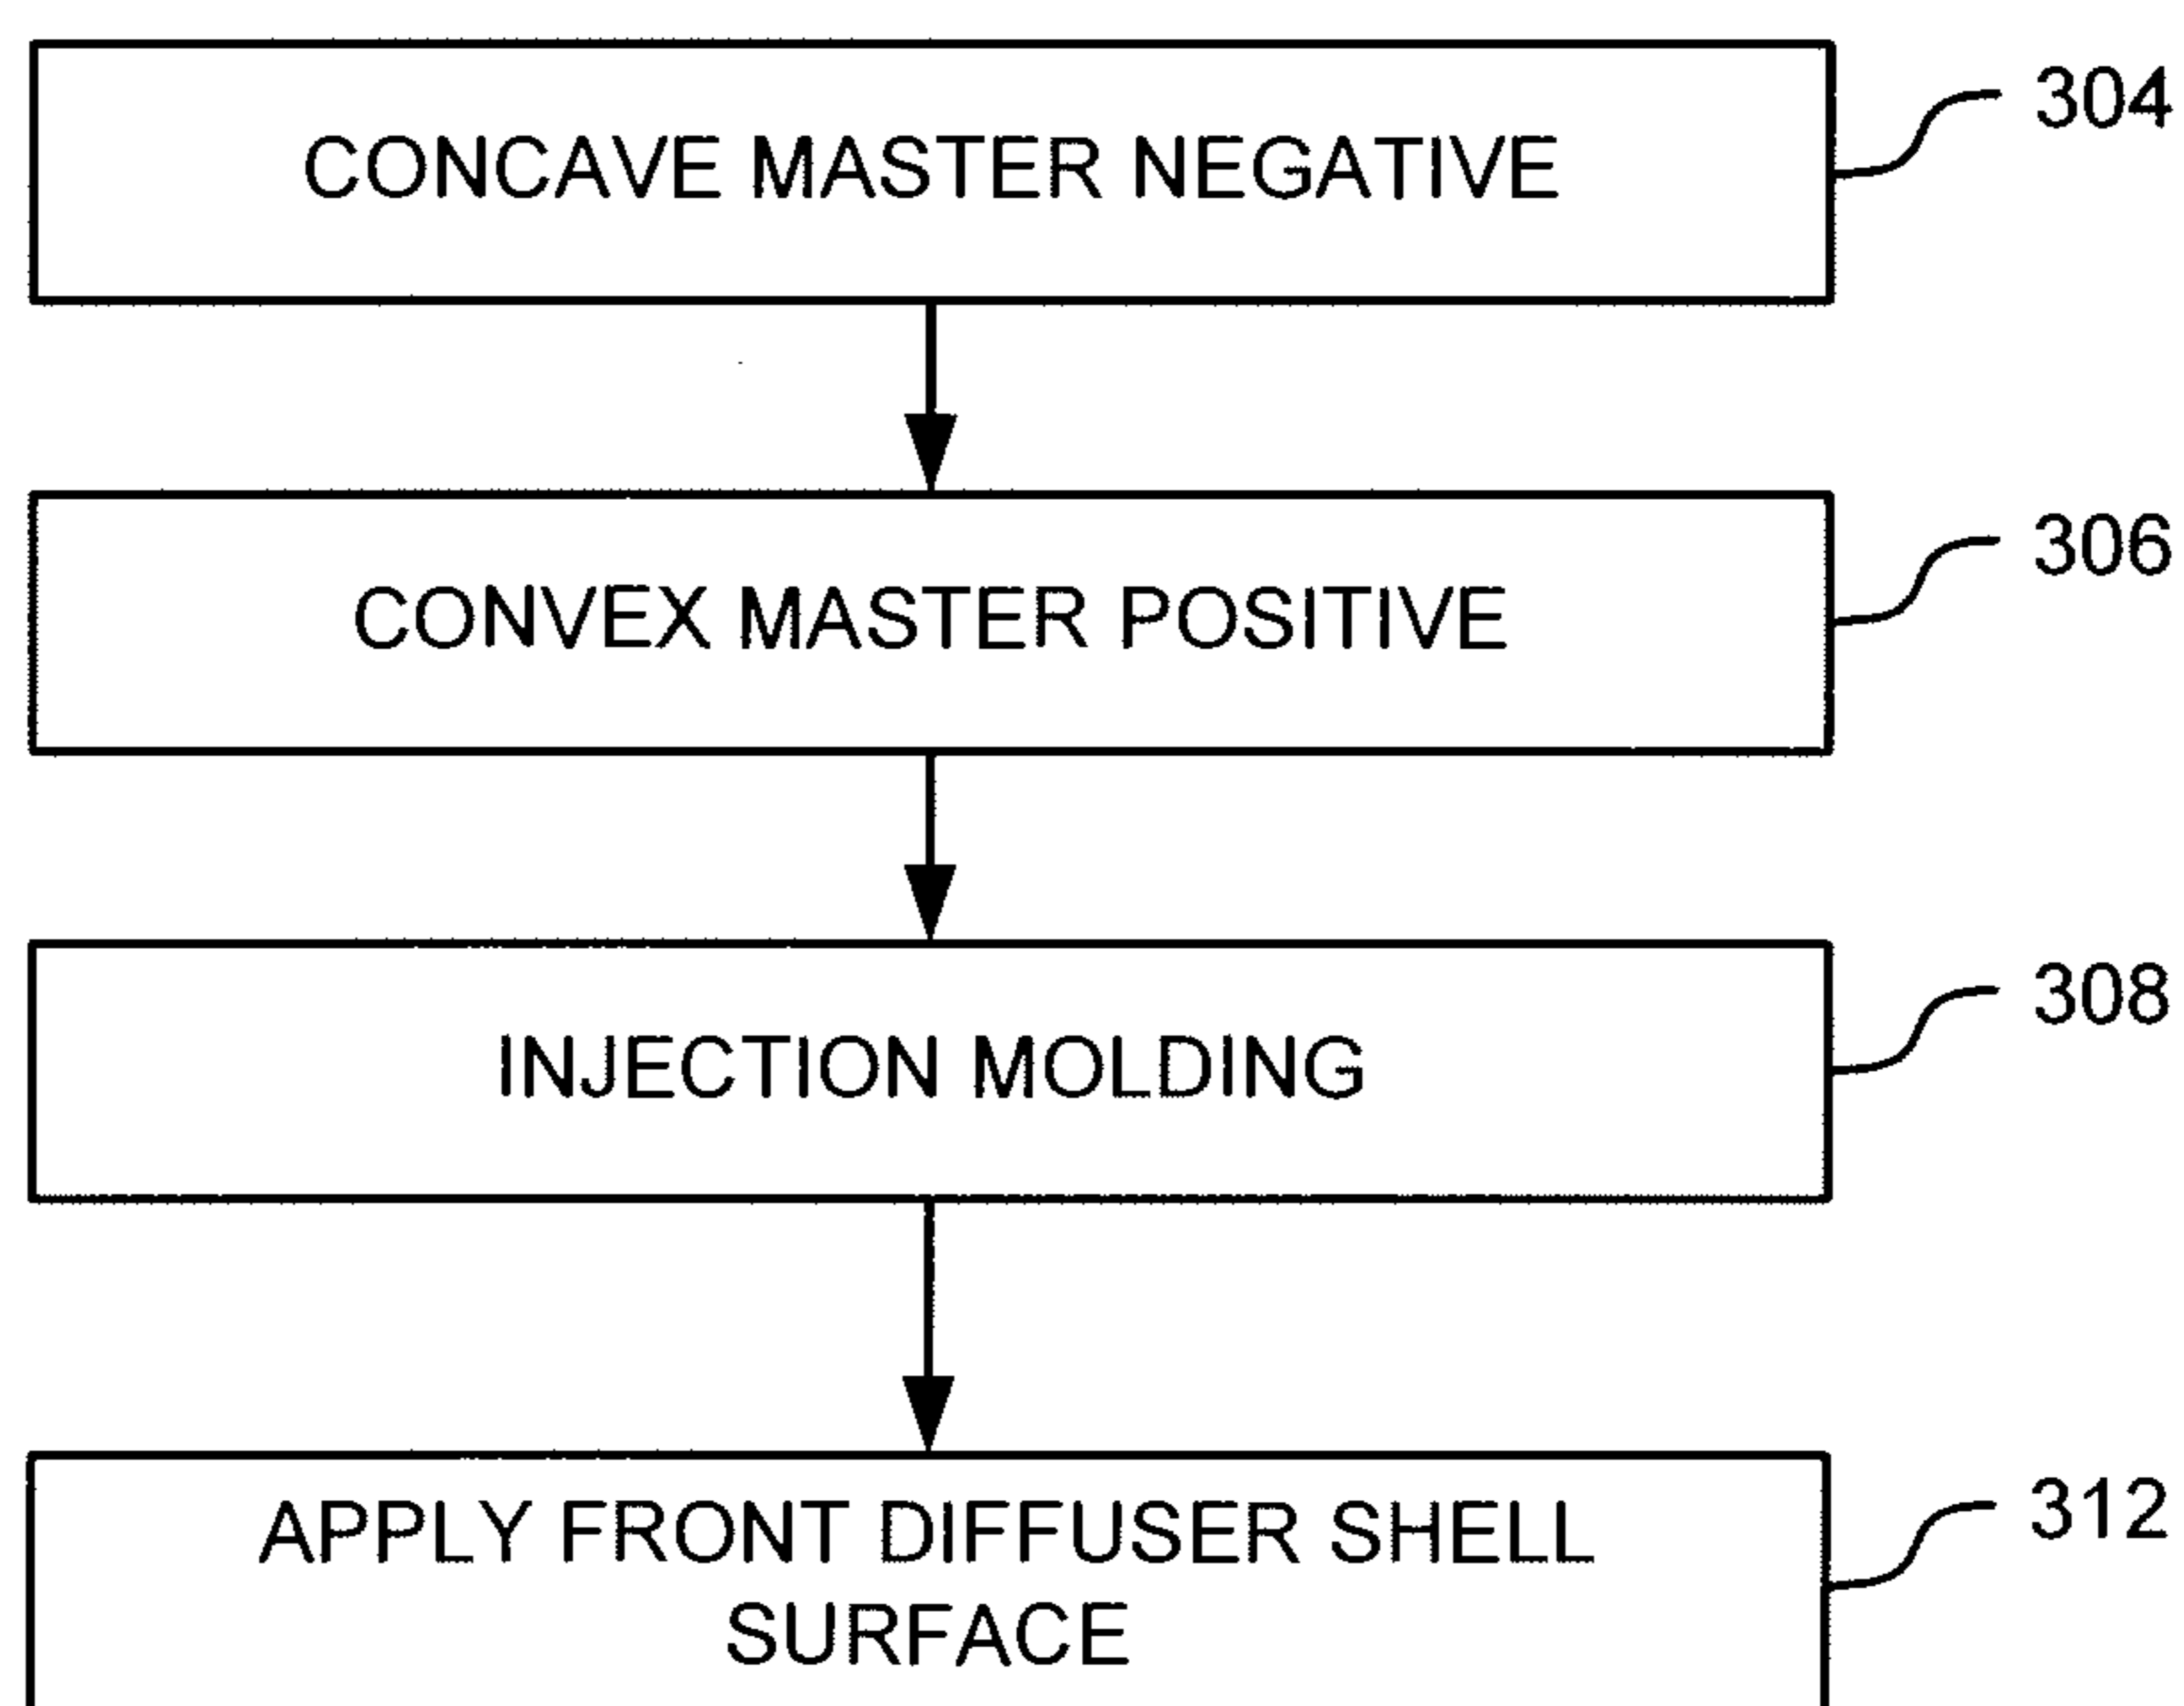 CONCAVE MASTER NEGATIVE
304
CONVEX MASTER POSITIVE
306
INJECTION MOLDING
308
APPLY FRONT DIFFUSER SHELL
SURFACE
312